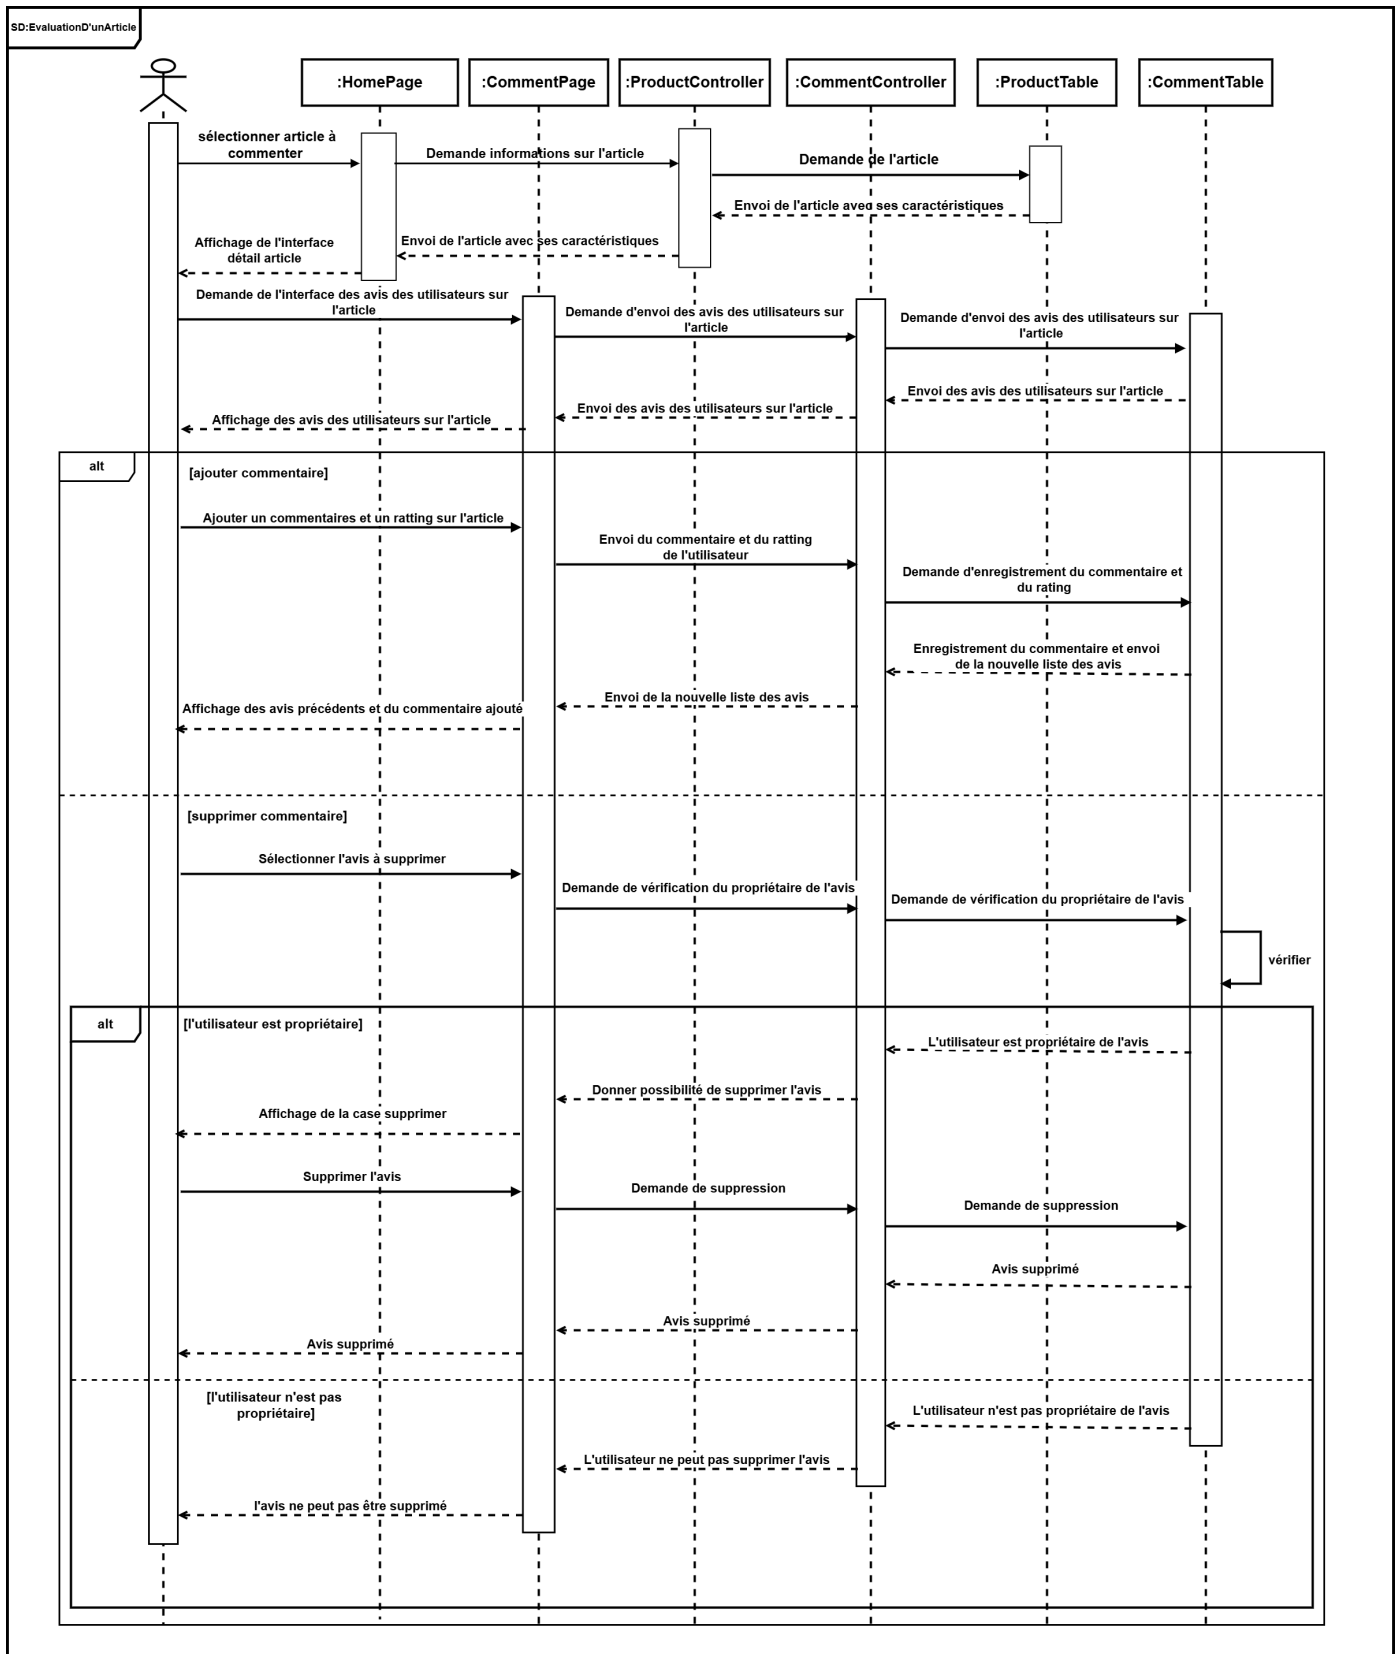 SD:EvaluationD'unArticle
:HomePage
:CommentPage
:ProductController
:CommentController
:ProductTable
:CommentTable
sélectionner article à
commenter
Demande informations sur l'article
Demande de l'article
Envoi de l'article avec ses caractéristiques
Envoi de l'article avec ses caractéristiques
Affichage de l'interface
détail article
Demande de l'interface des avis des utilisateurs sur
l'article
Demande d'envoi des avis des utilisateurs sur
l'article
Demande d'envoi des avis des utilisateurs sur
l'article
Envoi des avis des utilisateurs sur l'article
Envoi des avis des utilisateurs sur l'article
Affichage des avis des utilisateurs sur l'article
alt
[ajouter commentaire]
Ajouter un commentaires et un ratting sur l'article
Envoi du commentaire et du ratting
de l'utilisateur
Demande d'enregistrement du commentaire et
du rating
Enregistrement du commentaire et envoi
de la nouvelle liste des avis
Envoi de la nouvelle liste des avis
Affichage des avis précédents et du commentaire ajouté
[supprimer commentaire]
Sélectionner l'avis à supprimer
Demande de vérification du propriétaire de l'avis
Demande de vérification du propriétaire de l'avis
vérifier
alt
[l'utilisateur est propriétaire]
L'utilisateur est propriétaire de l'avis
Donner possibilité de supprimer l'avis
Affichage de la case supprimer
Supprimer l'avis
Demande de suppression
Demande de suppression
Avis supprimé
Avis supprimé
Avis supprimé
[l'utilisateur n'est pas
propriétaire]
L'utilisateur n'est pas propriétaire de l'avis
L'utilisateur ne peut pas supprimer l'avis
l'avis ne peut pas être supprimé